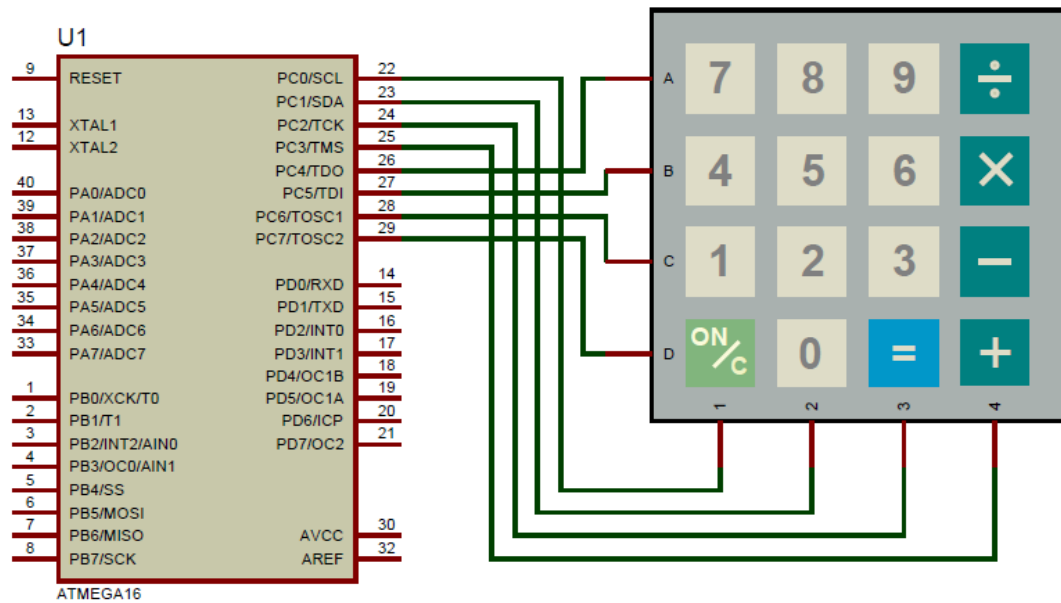 U1
9 RESET PC0/SCL 22
PC1/SDA 23
13 XTAL1 PC2/TCK 24
12 XTAL2 PC3/TMS 25
PC4/TDO 26
40 PA0/ADC0 PC5/TDI 27
39 PA1/ADC1 PC6/TOSC1 28
38 PA2/ADC2 PC7/TOSC2 29
37 PA3/ADC3
36 PA4/ADC4 PD0/RXD 14
35 PA5/ADC5 PD1/TXD 15
34 PA6/ADC6 PD2/INT0 16
33 PA7/ADC7 PD3/INT1 17
PD4/OC1B 18
1 PB0/XCK/T0 PD5/OC1A 19
2 PB1/T1 PD6/ICP 20
3 PB2/INT2/AIN0 PD7/OC2 21
4 PB3/OC0/AIN1
5 PB4/SS
6 PB5/MOSI
7 PB6/MISO AVCC 30
8 PB7/SCK AREF 32
ATMEGA16
A 7 8 9 ÷
B 4 5 6 ×
C 1 2 3 −
D ON/C 0 = +
1 2 3 4